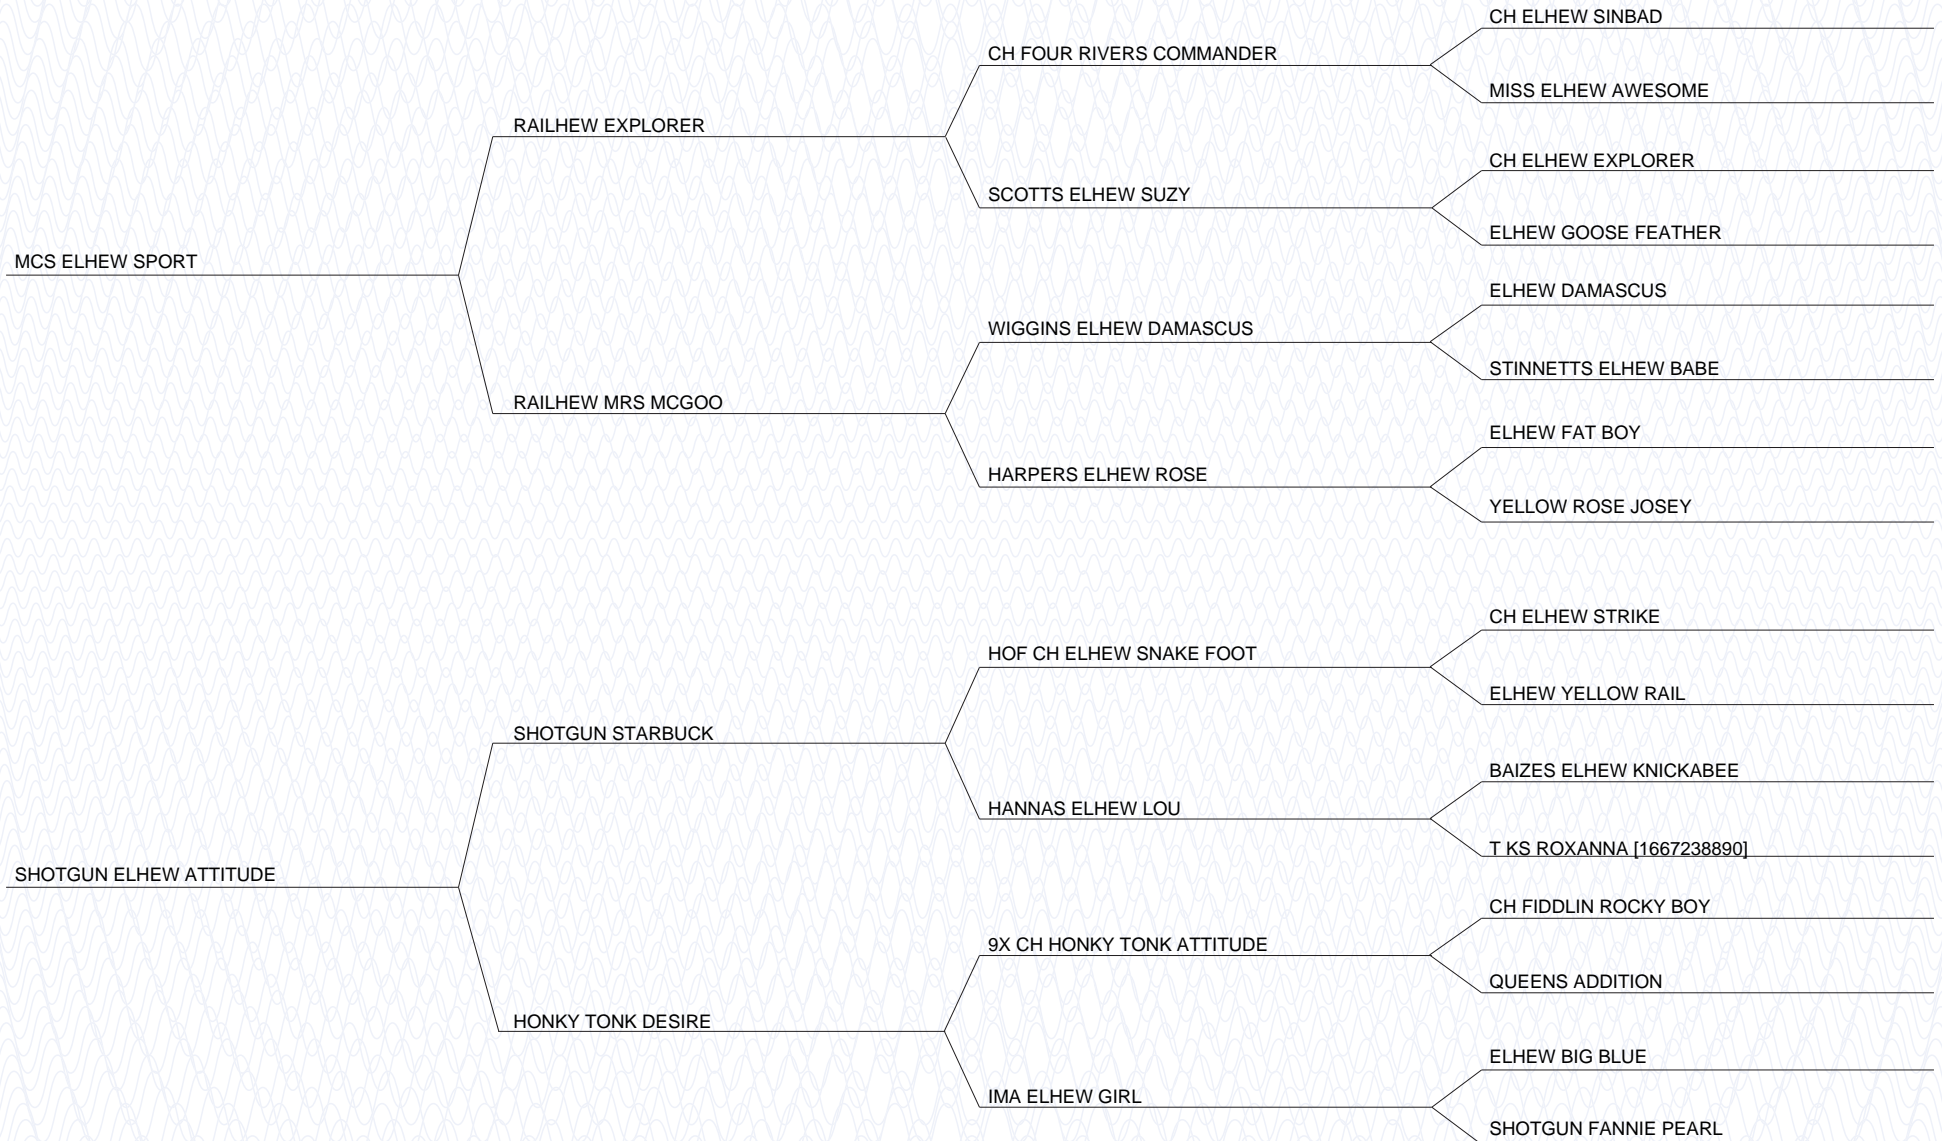 CH ELHEW SINBAD
CH FOUR RIVERS COMMANDER
MISS ELHEW AWESOME
RAILHEW EXPLORER
CH ELHEW EXPLORER
SCOTTS ELHEW SUZY
ELHEW GOOSE FEATHER
MCS ELHEW SPORT
ELHEW DAMASCUS
WIGGINS ELHEW DAMASCUS
STINNETTS ELHEW BABE
RAILHEW MRS MCGOO
ELHEW FAT BOY
HARPERS ELHEW ROSE
YELLOW ROSE JOSEY
CH ELHEW STRIKE
HOF CH ELHEW SNAKE FOOT
ELHEW YELLOW RAIL
SHOTGUN STARBUCK
BAIZES ELHEW KNICKABEE
HANNAS ELHEW LOU
T KS ROXANNA [1667238890]
SHOTGUN ELHEW ATTITUDE
CH FIDDLIN ROCKY BOY
9X CH HONKY TONK ATTITUDE
QUEENS ADDITION
HONKY TONK DESIRE
ELHEW BIG BLUE
IMA ELHEW GIRL
SHOTGUN FANNIE PEARL